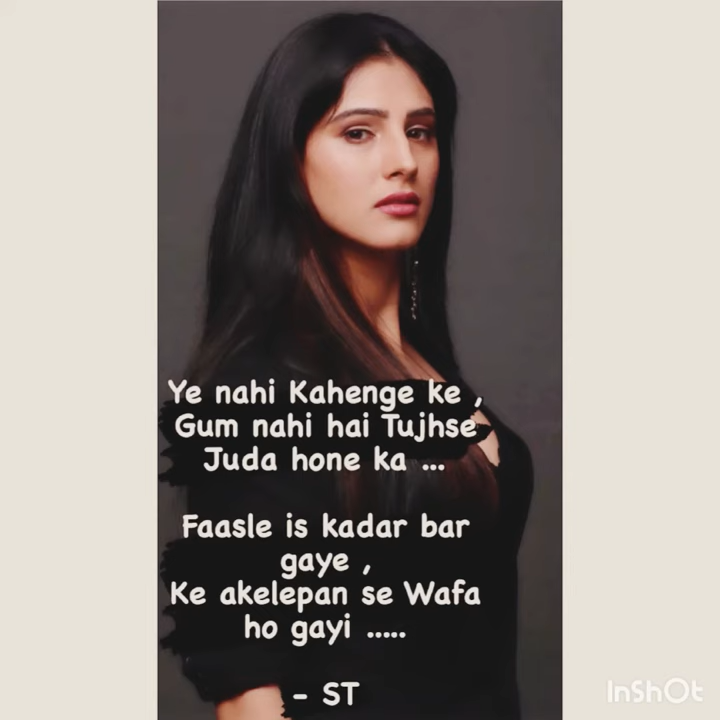 Ye nahi Kahenge ke ,
Gum nahi hai Tujhse
Juda hone ka ...
Faasle is kadar bar
gaye ,
Ke akelepan se Wafa
ho gayi .....
- ST
InShOt